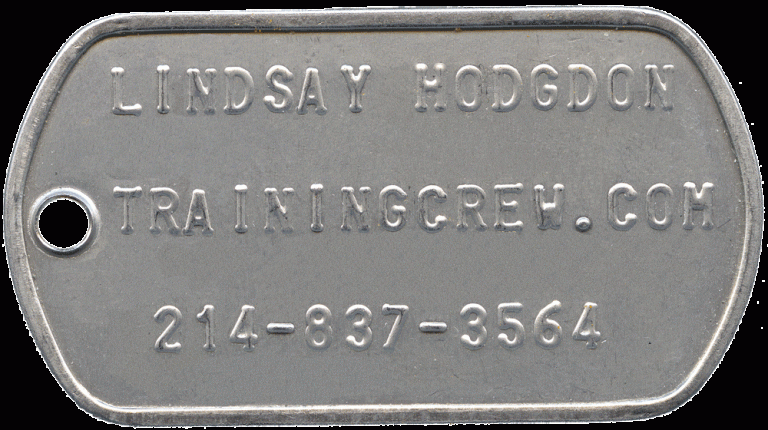 LINDSAY HODGDON
TRAININGCREW.COM
214-837-3564